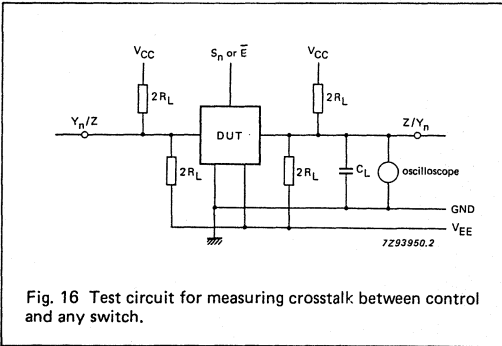 V_CC S_n or E̅ V_CC
2R_L 2R_L
Y_n/Z DUT Z/Y_n
2R_L 2R_L C_L oscilloscope
GND
V_EE
7Z93950.2
Fig. 16 Test circuit for measuring crosstalk between control
and any switch.